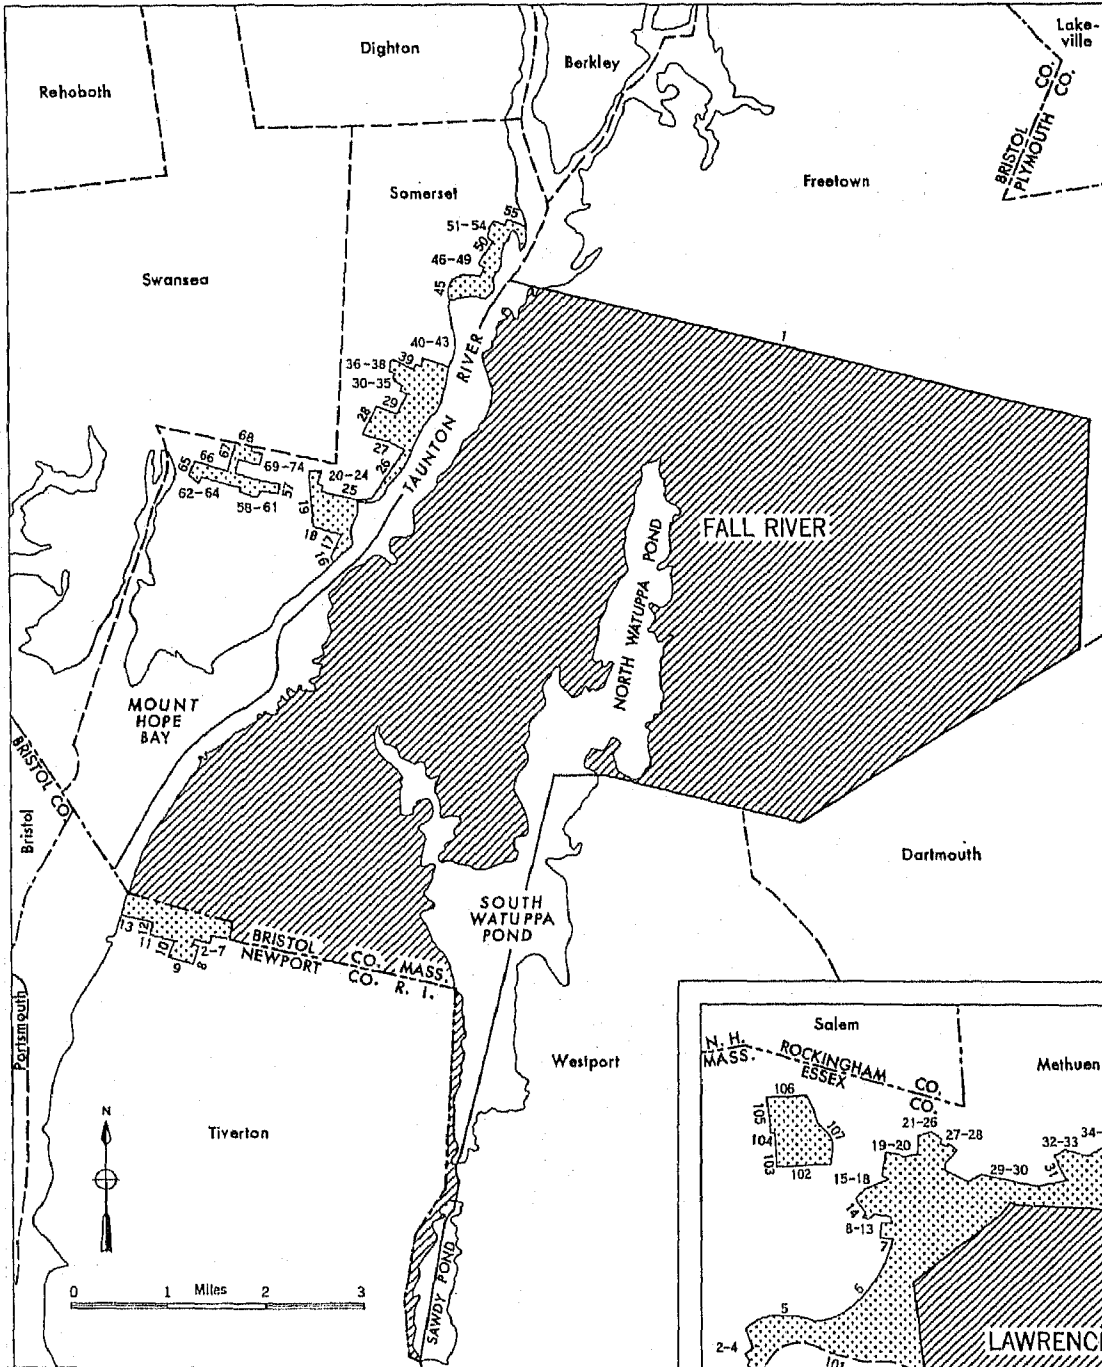 Lake-
ville
Dighton
Berkley
Rehoboth
CO.
CO.
BRISTOL
PLYMOUTH
Freetown
Somerset
55
51-54
50
46-49
45
Swansea
1
40-43
39
36-38
30-35
29
28
27
26
TAUNTON RIVER
68
67
66
65
69-74
57
62-64
58-61
20-24
25
19
18
9-17
FALL RIVER
NORTH WATUPPA POND
MOUNT
HOPE
BAY
BRISTOL CO.
Bristol
Dartmouth
SOUTH
WATUPPA
POND
13
12
11
10
9
8
2-7
BRISTOL CO. MASS.
NEWPORT CO. R. I.
Portsmouth
Westport
Tiverton
N
0 1 Miles 2 3
SAWDY POND
Salem
N. H.
MASS.
ROCKINGHAM CO.
ESSEX CO.
Methuen
106
105
104
103
102
107
21-26
27-28
19-20
32-33
34-
31
29-30
15-18
14
8-13
7
6
5
2-4
101
LAWRENC